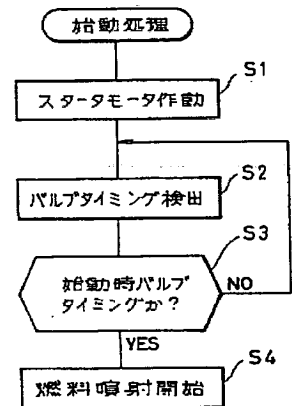 始動処理
S1
スタータモータ作動
S2
バルブタイミング検出
S3
始動時バルブ
タイミングか？
NO
YES
S4
燃料噴射開始